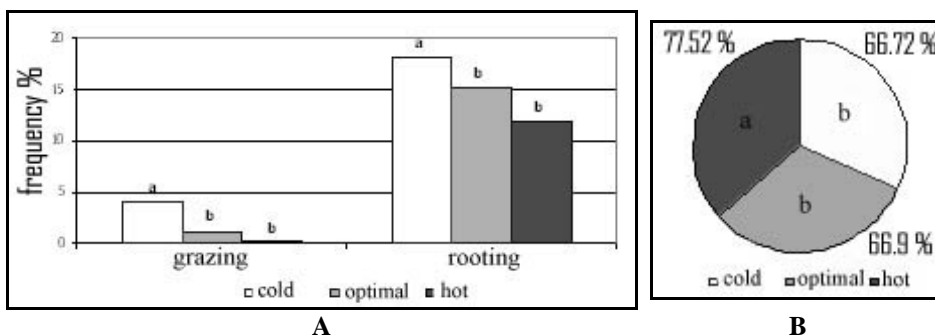 frequency %
20
15
10
5
0
a
b
b
a
b
b
grazing
rooting
cold optimal hot
A
77.52 %
66.72 %
a
b
b
66.9 %
cold optimal hot
B